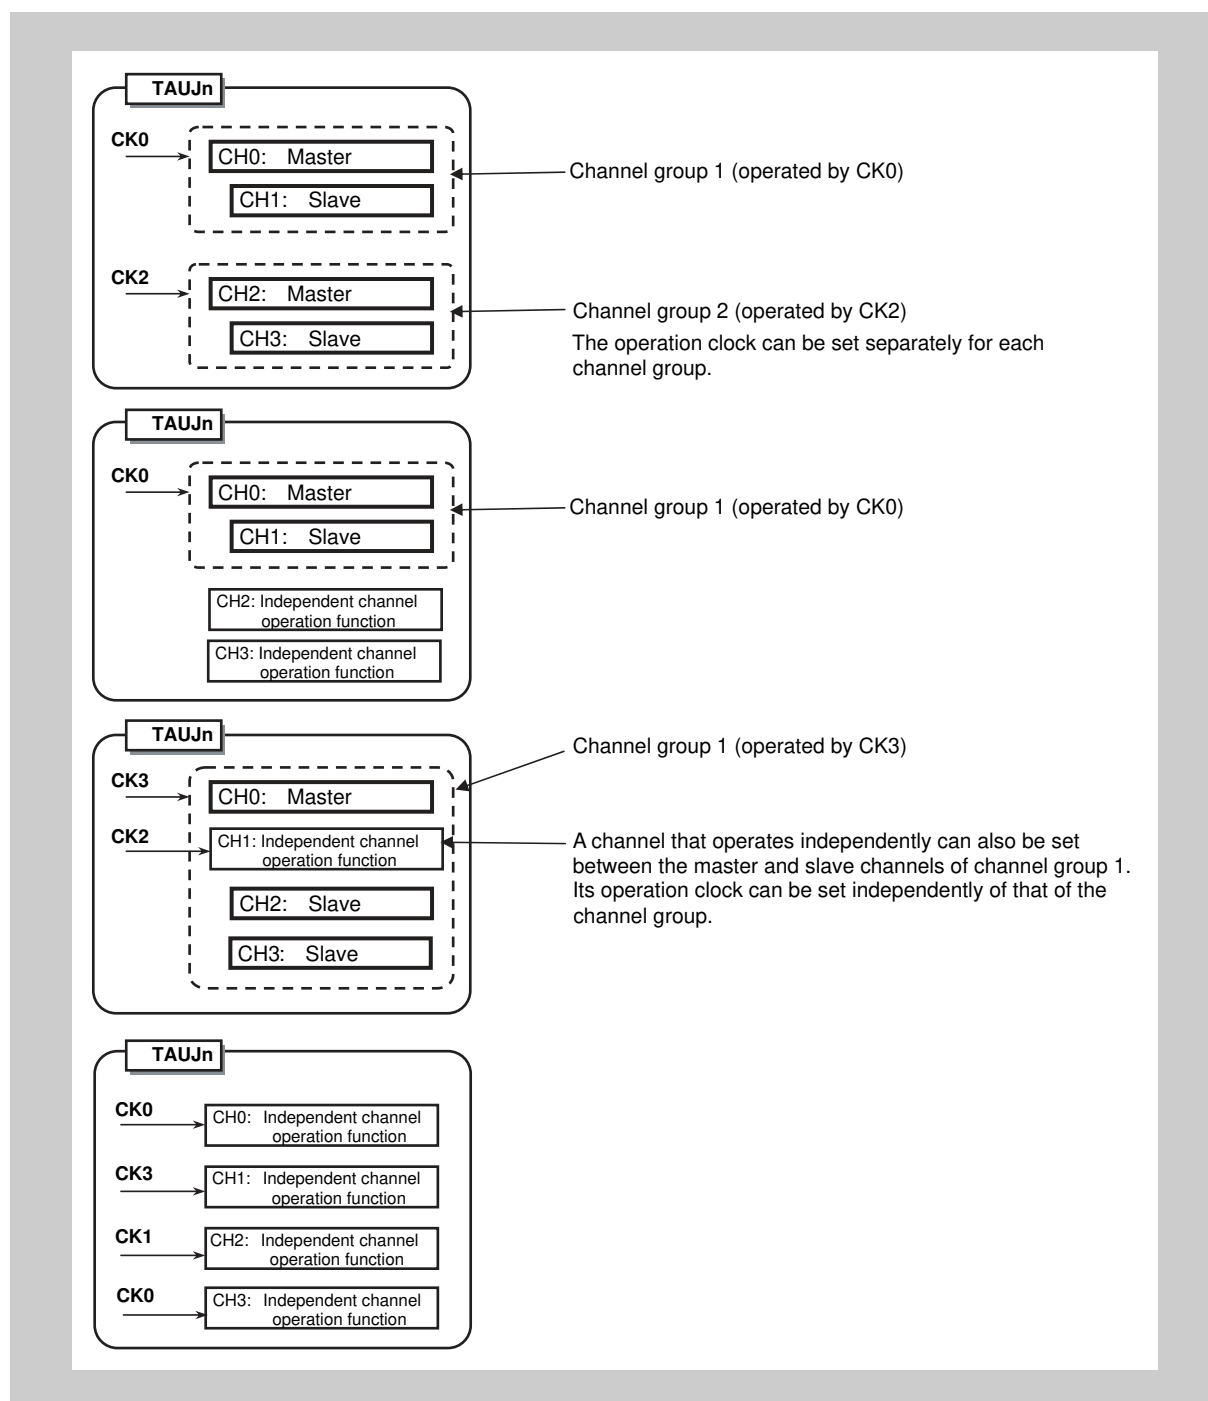 TAUJn
CK0
CH0: Master
CH1: Slave
Channel group 1 (operated by CK0)
CK2
CH2: Master
CH3: Slave
Channel group 2 (operated by CK2)
The operation clock can be set separately for each
channel group.
TAUJn
CK0
CH0: Master
CH1: Slave
Channel group 1 (operated by CK0)
CH2: Independent channel
operation function
CH3: Independent channel
operation function
TAUJn
Channel group 1 (operated by CK3)
CK3
CH0: Master
CK2
CH1: Independent channel
operation function
A channel that operates independently can also be set
between the master and slave channels of channel group 1.
Its operation clock can be set independently of that of the
channel group.
CH2: Slave
CH3: Slave
TAUJn
CK0
CH0: Independent channel
operation function
CK3
CH1: Independent channel
operation function
CK1
CH2: Independent channel
operation function
CK0
CH3: Independent channel
operation function